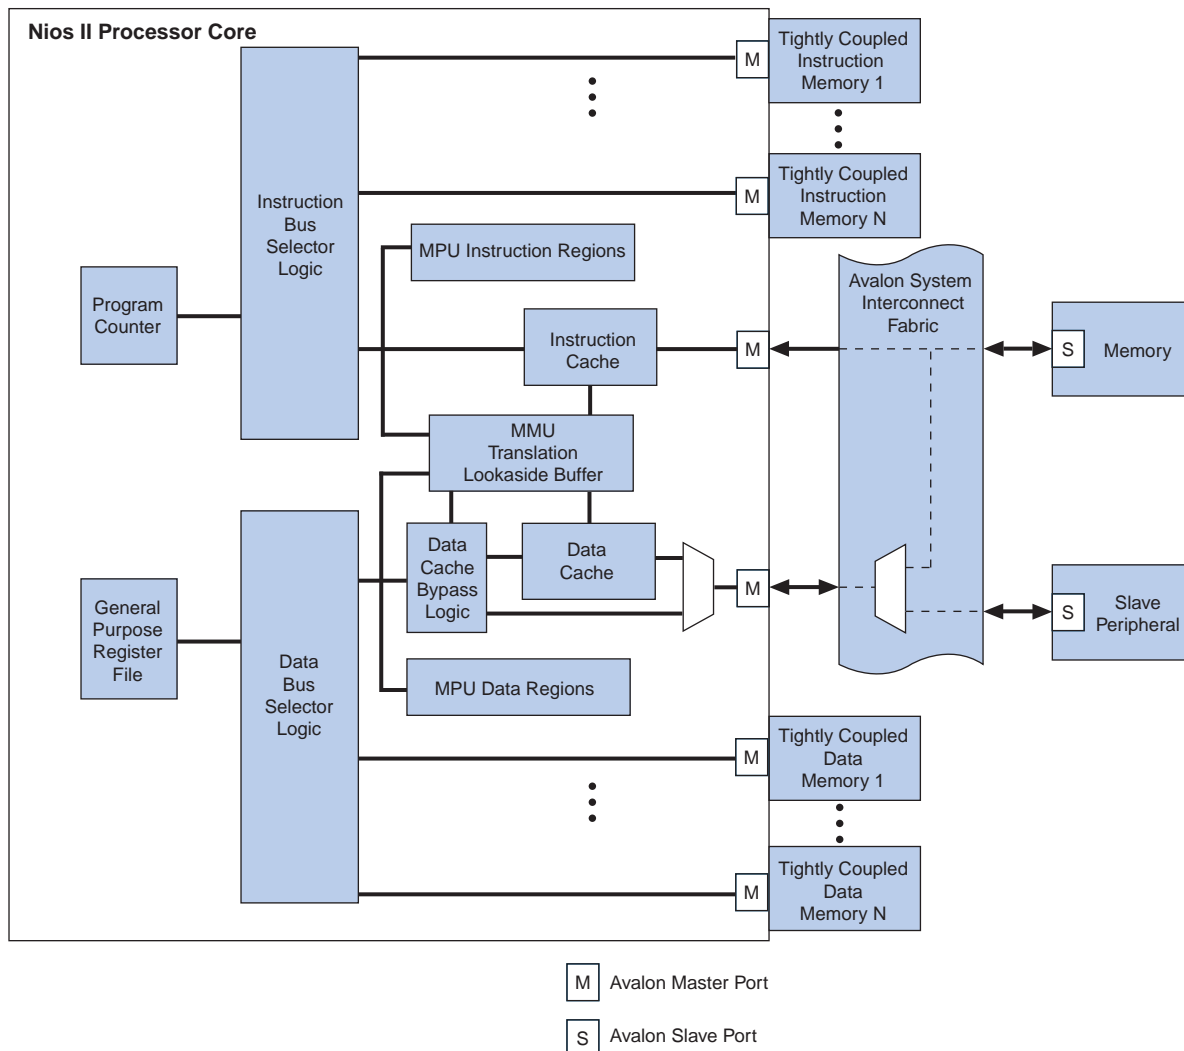 Nios II Processor Core
M
Tightly Coupled
Instruction
Memory 1
M
Tightly Coupled
Instruction
Memory N
Instruction
Bus
Selector
Logic
MPU Instruction Regions
Program
Counter
Instruction
Cache
M
Avalon System
Interconnect
Fabric
S
Memory
MMU
Translation
Lookaside Buffer
General
Purpose
Register
File
Data
Bus
Selector
Logic
Data
Cache
Bypass
Logic
Data
Cache
M
S
Slave
Peripheral
MPU Data Regions
M
Tightly Coupled
Data
Memory 1
M
Tightly Coupled
Data
Memory N
M Avalon Master Port
S Avalon Slave Port